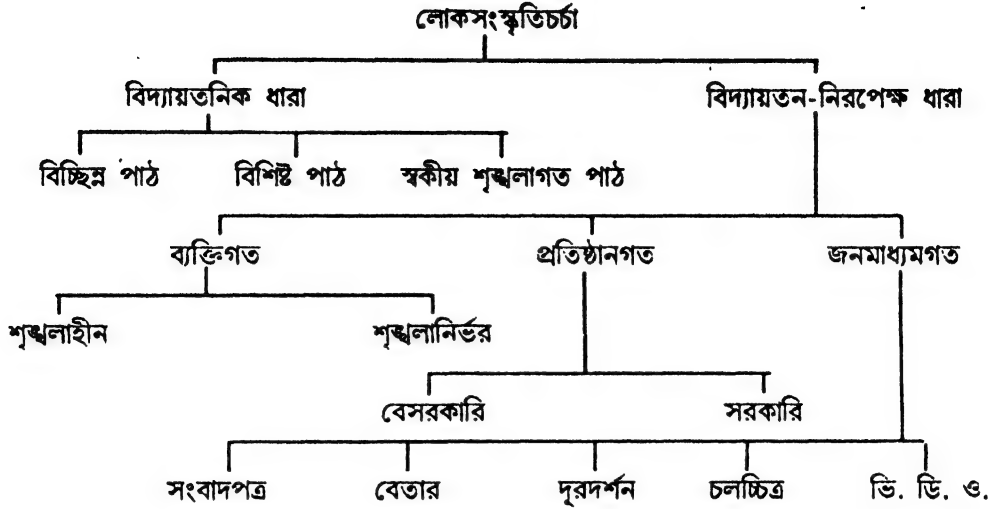 লোকসংস্কৃতিচর্চা
বিদ্যায়তনিক ধারা বিদ্যায়তন-নিরপেক্ষ ধারা
বিচ্ছিন্ন পাঠ বিশিষ্ট পাঠ স্বকীয় শৃঙ্খলাগত পাঠ
ব্যক্তিগত প্রতিষ্ঠানগত জনমাধ্যমগত
শৃঙ্খলাহীন শৃঙ্খলানির্ভর
বেসরকারি সরকারি
সংবাদপত্র বেতার দূরদর্শন চলচ্চিত্র ভি. ডি. ও.